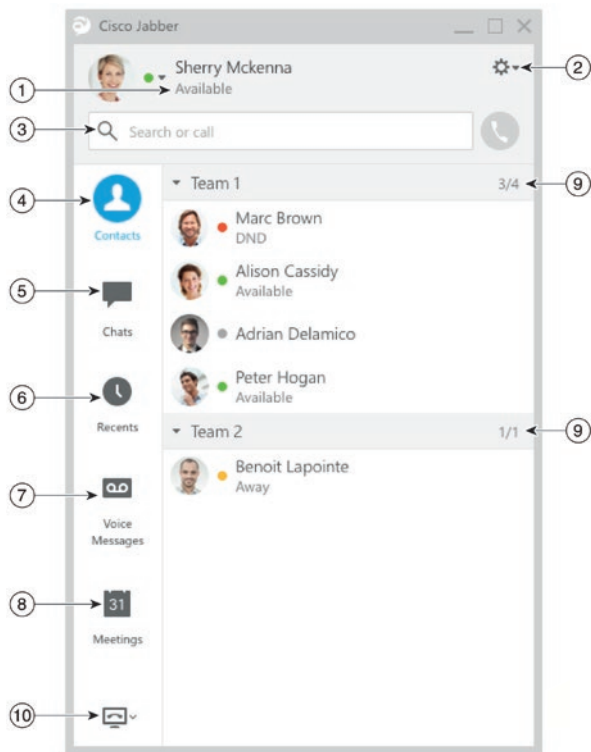 Cisco Jabber
Sherry Mckenna
Available
Search or call
Contacts
Chats
Recents
Voice
Messages
31
Meetings
Team 1 3/4
Marc Brown
DND
Alison Cassidy
Available
Adrian Delamico
Peter Hogan
Available
Team 2 1/1
Benoit Lapointe
Away
1
2
3
4
5
6
7
8
9
9
10